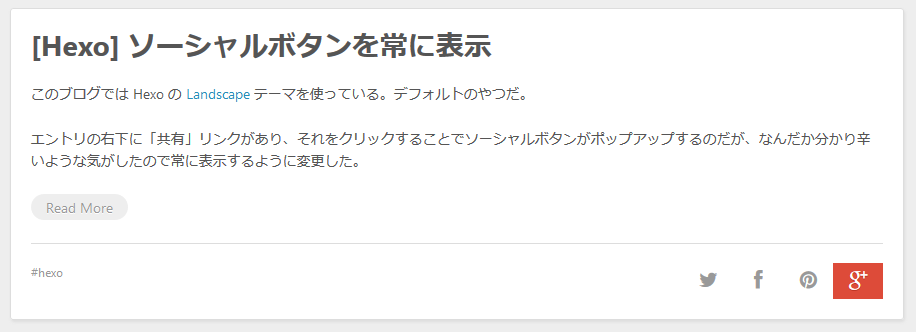 [Hexo] ソーシャルボタンを常に表示
このブログでは Hexo の Landscape テーマを使っている。デフォルトのやつだ。
エントリの右下に「共有」リンクがあり、それをクリックすることでソーシャルボタンがポップアップするのだが、なんだか分かり辛
いような気がしたので常に表示するように変更した。
Read More
#hexo
g+